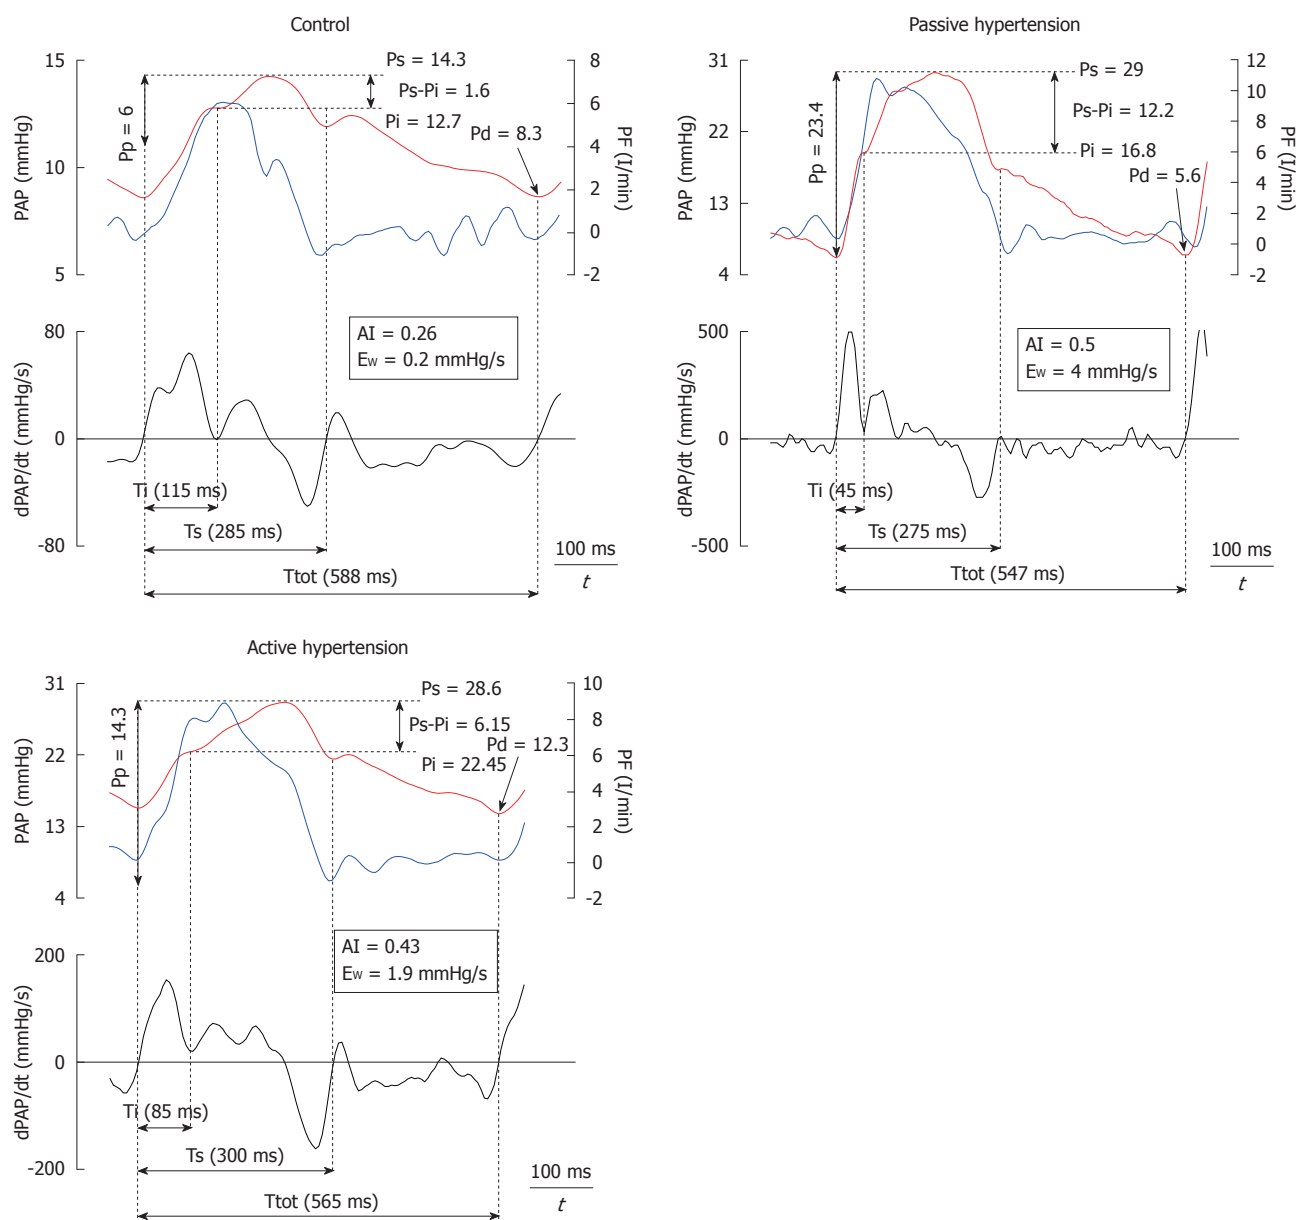 Control
15
10
5
PAP (mmHg)
Pp = 6
Ps = 14.3
Ps-Pi = 1.6
Pi = 12.7
Pd = 8.3
8
6
4
2
0
-2
PF (I/min)
80
0
-80
dPAP/dt (mmHg/s)
AI = 0.26
Ew = 0.2 mmHg/s
Ti (115 ms)
Ts (285 ms)
Ttot (588 ms)
100 ms
t
Passive hypertension
31
22
13
4
PAP (mmHg)
Pp = 23.4
Ps = 29
Ps-Pi = 12.2
Pi = 16.8
Pd = 5.6
12
10
8
6
4
2
0
-2
PF (I/min)
500
0
-500
dPAP/dt (mmHg/s)
AI = 0.5
Ew = 4 mmHg/s
Ti (45 ms)
Ts (275 ms)
Ttot (547 ms)
100 ms
t
Active hypertension
31
22
13
4
PAP (mmHg)
Pp = 14.3
Ps = 28.6
Ps-Pi = 6.15
Pd = 12.3
Pi = 22.45
10
8
6
4
2
0
-2
PF (I/min)
200
0
-200
dPAP/dt (mmHg/s)
AI = 0.43
Ew = 1.9 mmHg/s
Ti (85 ms)
Ts (300 ms)
Ttot (565 ms)
100 ms
t